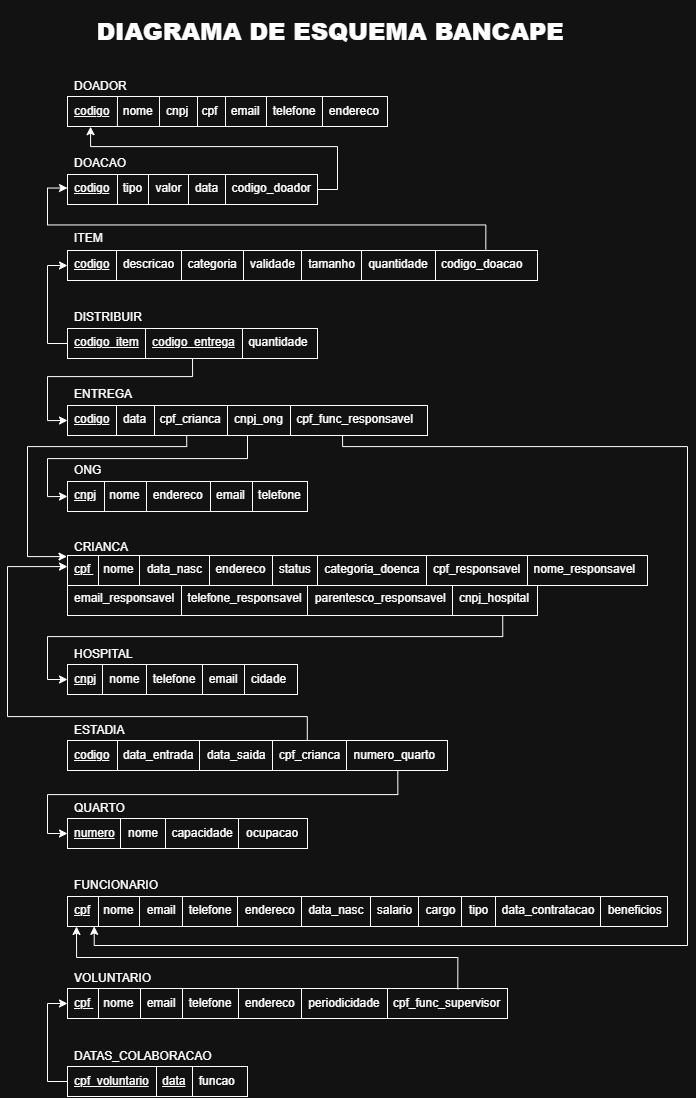 DIAGRAMA DE ESQUEMA BANCAPE
DOADOR
codigo nome cnpj cpf email telefone endereco
DOACAO
codigo tipo valor data codigo_doador
ITEM
codigo descricao categoria validade tamanho quantidade codigo_doacao
DISTRIBUIR
codigo_item codigo_entrega quantidade
ENTREGA
codigo data cpf_crianca cnpj_ong cpf_func_responsavel
ONG
cnpj nome endereco email telefone
CRIANCA
cpf nome data_nasc endereco status categoria_doenca cpf_responsavel nome_responsavel
email_responsavel telefone_responsavel parentesco_responsavel cnpj_hospital
HOSPITAL
cnpj nome telefone email cidade
ESTADIA
codigo data_entrada data_saida cpf_crianca numero_quarto
QUARTO
numero nome capacidade ocupacao
FUNCIONARIO
cpf nome email telefone endereco data_nasc salario cargo tipo data_contratacao beneficios
VOLUNTARIO
cpf nome email telefone endereco periodicidade cpf_func_supervisor
DATAS_COLABORACAO
cpf_voluntario data funcao